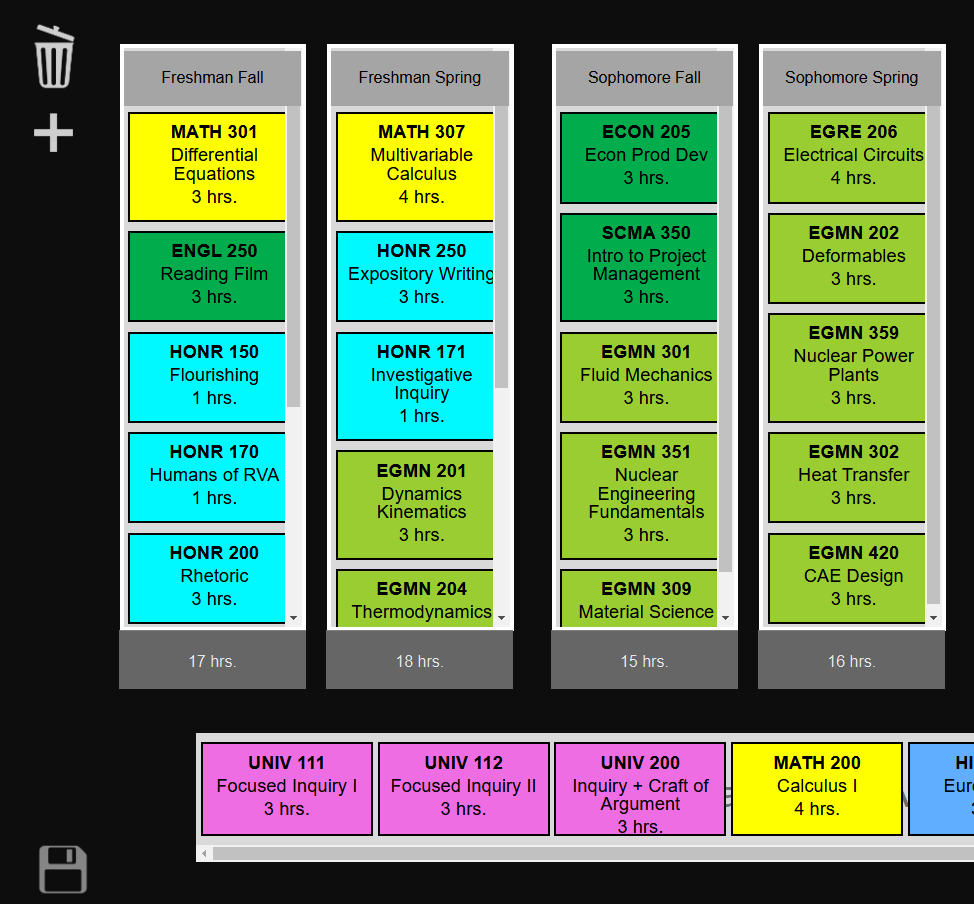 Freshman Fall
MATH 301
Differential
Equations
3 hrs.
ENGL 250
Reading Film
3 hrs.
HONR 150
Flourishing
1 hrs.
HONR 170
Humans of RVA
1 hrs.
HONR 200
Rhetoric
3 hrs.
17 hrs.
Freshman Spring
MATH 307
Multivariable
Calculus
4 hrs.
HONR 250
Expository Writing
3 hrs.
HONR 171
Investigative
Inquiry
1 hrs.
EGMN 201
Dynamics
Kinematics
3 hrs.
EGMN 204
Thermodynamics
18 hrs.
Sophomore Fall
ECON 205
Econ Prod Dev
3 hrs.
SCMA 350
Intro to Project
Management
3 hrs.
EGMN 301
Fluid Mechanics
3 hrs.
EGMN 351
Nuclear
Engineering
Fundamentals
3 hrs.
EGMN 309
Material Science
15 hrs.
Sophomore Spring
EGRE 206
Electrical Circuits
4 hrs.
EGMN 202
Deformables
3 hrs.
EGMN 359
Nuclear Power
Plants
3 hrs.
EGMN 302
Heat Transfer
3 hrs.
EGMN 420
CAE Design
3 hrs.
16 hrs.
UNIV 111
Focused Inquiry I
3 hrs.
UNIV 112
Focused Inquiry II
3 hrs.
UNIV 200
Inquiry + Craft of
Argument
3 hrs.
MATH 200
Calculus I
4 hrs.